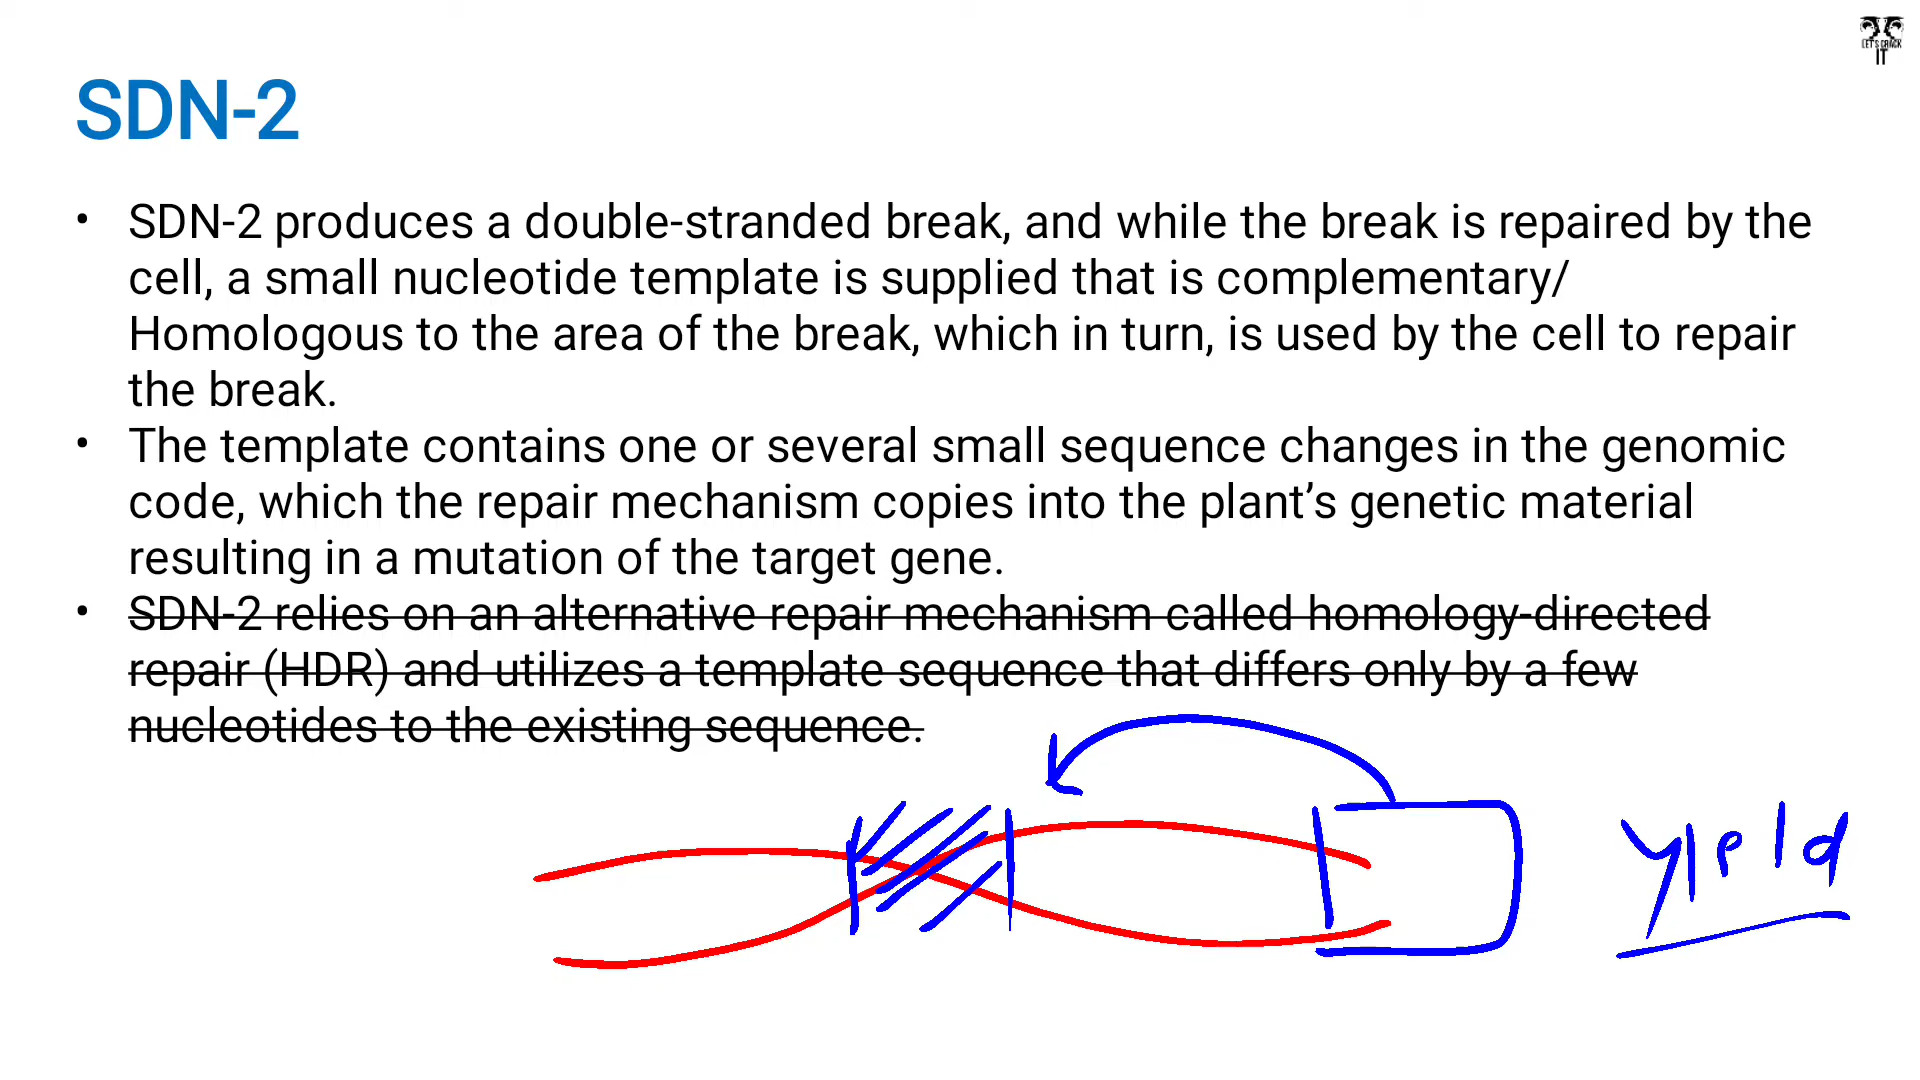 LET'S CRACK
IT
SDN-2
• SDN-2 produces a double-stranded break, and while the break is repaired by the
cell, a small nucleotide template is supplied that is complementary/
Homologous to the area of the break, which in turn, is used by the cell to repair
the break.
• The template contains one or several small sequence changes in the genomic
code, which the repair mechanism copies into the plant’s genetic material
resulting in a mutation of the target gene.
• SDN-2 relies on an alternative repair mechanism called homology-directed
repair (HDR) and utilizes a template sequence that differs only by a few
nucleotides to the existing sequence.
yield